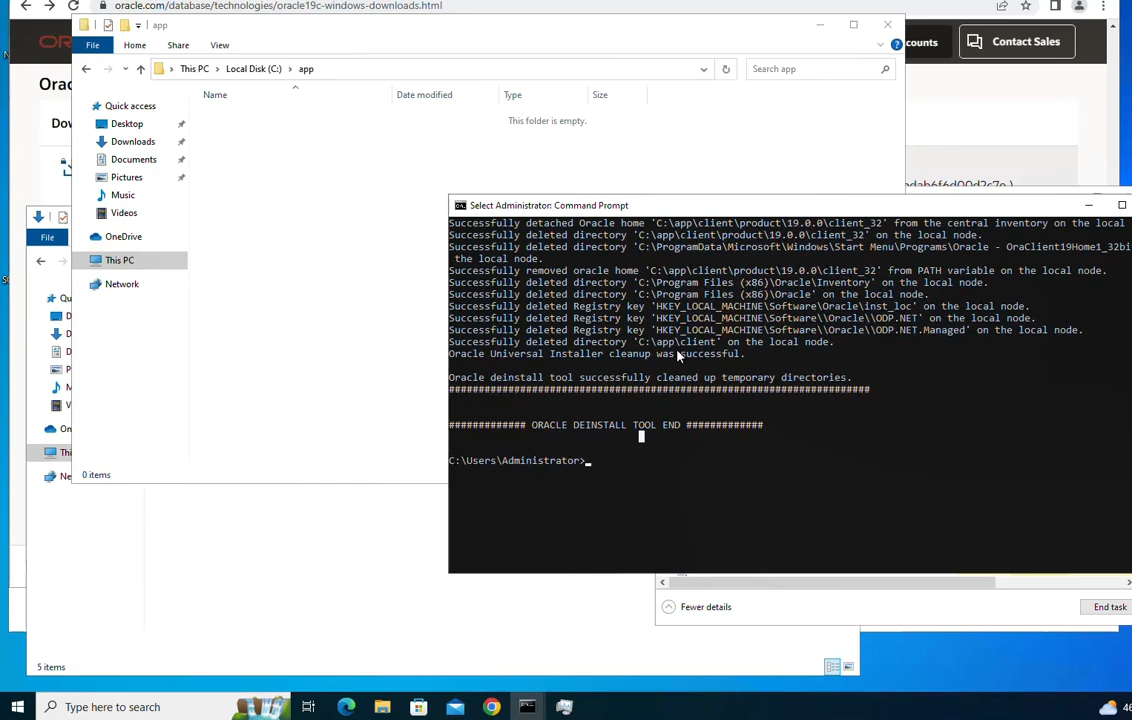 oracle.com/database/technologies/oracle19c-windows-downloads.html
app
File
Home
Share
View
ccounts
Contact Sales
This PC
Local Disk (C:)
app
Search app
Quick access
Desktop
Downloads
Documents
Pictures
Music
Videos
OneDrive
This PC
Network
Name
Date modified
Type
Size
This folder is empty.
0 items
Orac
Dow
File
Qu
On
Thi
Ne
5 items
Select Administrator: Command Prompt
Successfully detached Oracle home 'C:\app\client\product\19.0.0\client_32' from the central inventory on the local
Successfully deleted directory 'C:\app\client\product\19.0.0\client_32' on the local node.
Successfully deleted directory 'C:\ProgramData\Microsoft\Windows\Start Menu\Programs\Oracle - OraClient19Home1_32bi
the local node.
Successfully removed oracle home 'C:\app\client\product\19.0.0\client_32' from PATH variable on the local node.
Successfully deleted directory 'C:\Program Files (x86)\Oracle\Inventory' on the local node.
Successfully deleted directory 'C:\Program Files (x86)\Oracle' on the local node.
Successfully deleted Registry key 'HKEY_LOCAL_MACHINE\Software\Oracle\inst_loc' on the local node.
Successfully deleted Registry key 'HKEY_LOCAL_MACHINE\Software\\Oracle\\ODP.NET' on the local node.
Successfully deleted Registry key 'HKEY_LOCAL_MACHINE\Software\\Oracle\\ODP.NET.Managed' on the local node.
Successfully deleted directory 'C:\app\client' on the local node.
Oracle Universal Installer cleanup was successful.
Oracle deinstall tool successfully cleaned up temporary directories.
########################################################################
############# ORACLE DEINSTALL TOOL END #############
C:\Users\Administrator>
Fewer details
End task
Type here to search
46